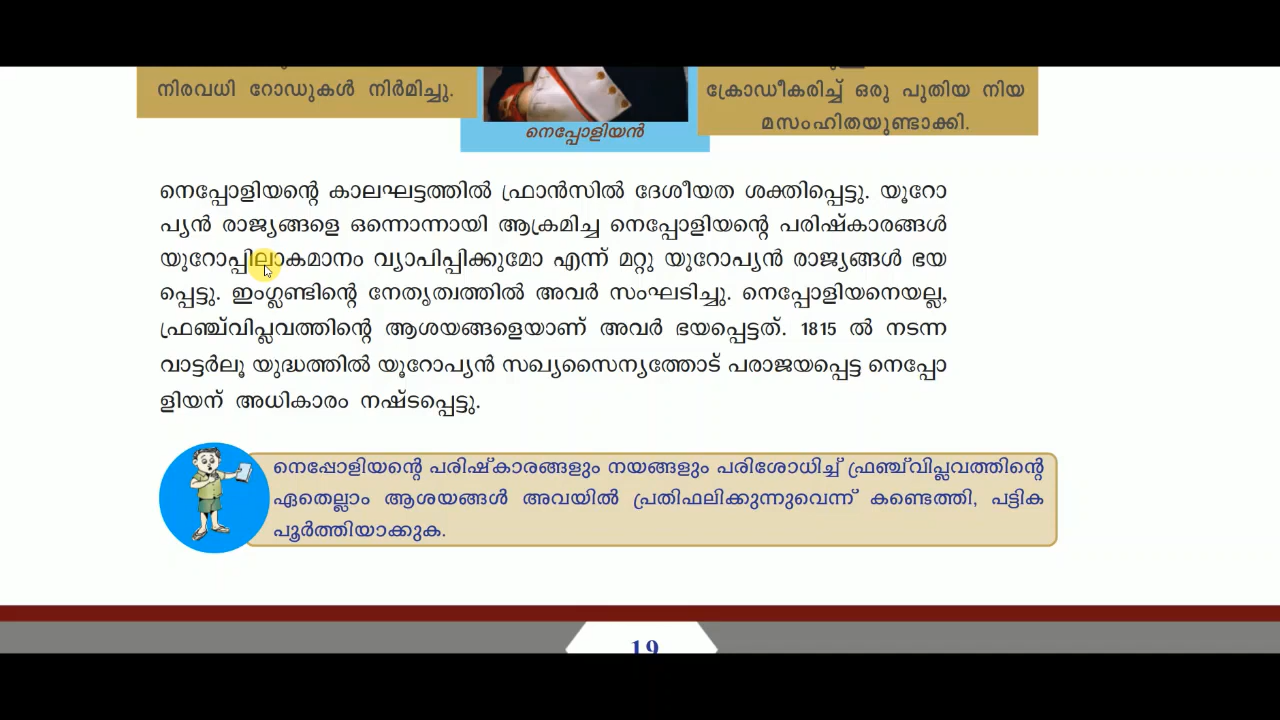 നിരവധി റോഡുകൾ നിർമിച്ചു.
ക്രോഡീകരിച്ച് ഒരു പുതിയ നിയ
മസംഹിതയുണ്ടാക്കി.
നെപ്പോളിയൻ
നെപ്പോളിയന്റെ കാലഘട്ടത്തിൽ ഫ്രാൻസിൽ ദേശീയത ശക്തിപ്പെട്ടു. യൂറോ
പ്യൻ രാജ്യങ്ങളെ ഒന്നൊന്നായി ആക്രമിച്ച നെപ്പോളിയന്റെ പരിഷ്കാരങ്ങൾ
യൂറോപ്പിലാകമാനം വ്യാപിപ്പിക്കുമോ എന്ന് മറ്റു യൂറോപ്യൻ രാജ്യങ്ങൾ ഭയ
പ്പെട്ടു. ഇംഗ്ലണ്ടിന്റെ നേതൃത്വത്തിൽ അവർ സംഘടിച്ചു. നെപ്പോളിയനെയല്ല,
ഫ്രഞ്ച്‌വിപ്ലവത്തിന്റെ ആശയങ്ങളെയാണ് അവർ ഭയപ്പെട്ടത്. 1815 ൽ നടന്ന
വാട്ടർലൂ യുദ്ധത്തിൽ യൂറോപ്യൻ സഖ്യസൈന്യത്തോട് പരാജയപ്പെട്ട നെപ്പോ
ളിയന് അധികാരം നഷ്ടപ്പെട്ടു.
നെപ്പോളിയന്റെ പരിഷ്കാരങ്ങളും നയങ്ങളും പരിശോധിച്ച് ഫ്രഞ്ച്‌വിപ്ലവത്തിന്റെ
ഏതെല്ലാം ആശയങ്ങൾ അവയിൽ പ്രതിഫലിക്കുന്നുവെന്ന് കണ്ടെത്തി, പട്ടിക
പൂർത്തിയാക്കുക.
19